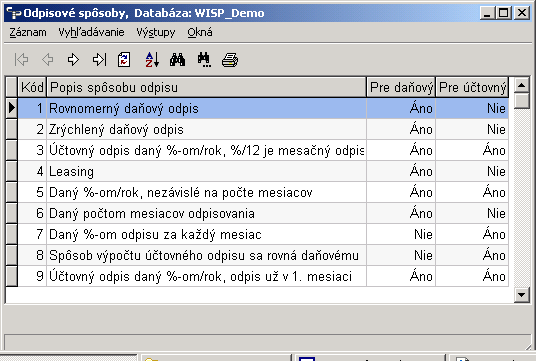 Odpisové spôsoby, Databáza: WISP_Demo
Záznam Vyhľadávanie Výstupy Okná
Kód Popis spôsobu odpisu Pre daňový Pre účtovný
1 Rovnomerný daňový odpis Áno Nie
2 Zrýchlený daňový odpis Áno Nie
3 Účtovný odpis daný %-om/rok, %/12 je mesačný odpis Áno Áno
4 Leasing Áno Nie
5 Daný %-om/rok, nezávislé na počte mesiacov Áno Áno
6 Daný počtom mesiacov odpisovania Áno Nie
7 Daný %-om odpisu za každý mesiac Nie Áno
8 Spôsob výpočtu účtovného odpisu sa rovná daňovému Nie Áno
9 Účtovný odpis daný %-om/rok, odpis už v 1. mesiaci Áno Áno